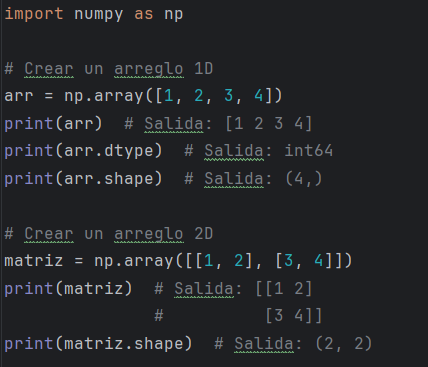 import numpy as np

# Crear un arreglo 1D
arr = np.array([1, 2, 3, 4])
print(arr)  # Salida: [1 2 3 4]
print(arr.dtype)  # Salida: int64
print(arr.shape)  # Salida: (4,)

# Crear un arreglo 2D
matriz = np.array([[1, 2], [3, 4]])
print(matriz)  # Salida: [[1 2]
               #          [3 4]]
print(matriz.shape)  # Salida: (2, 2)